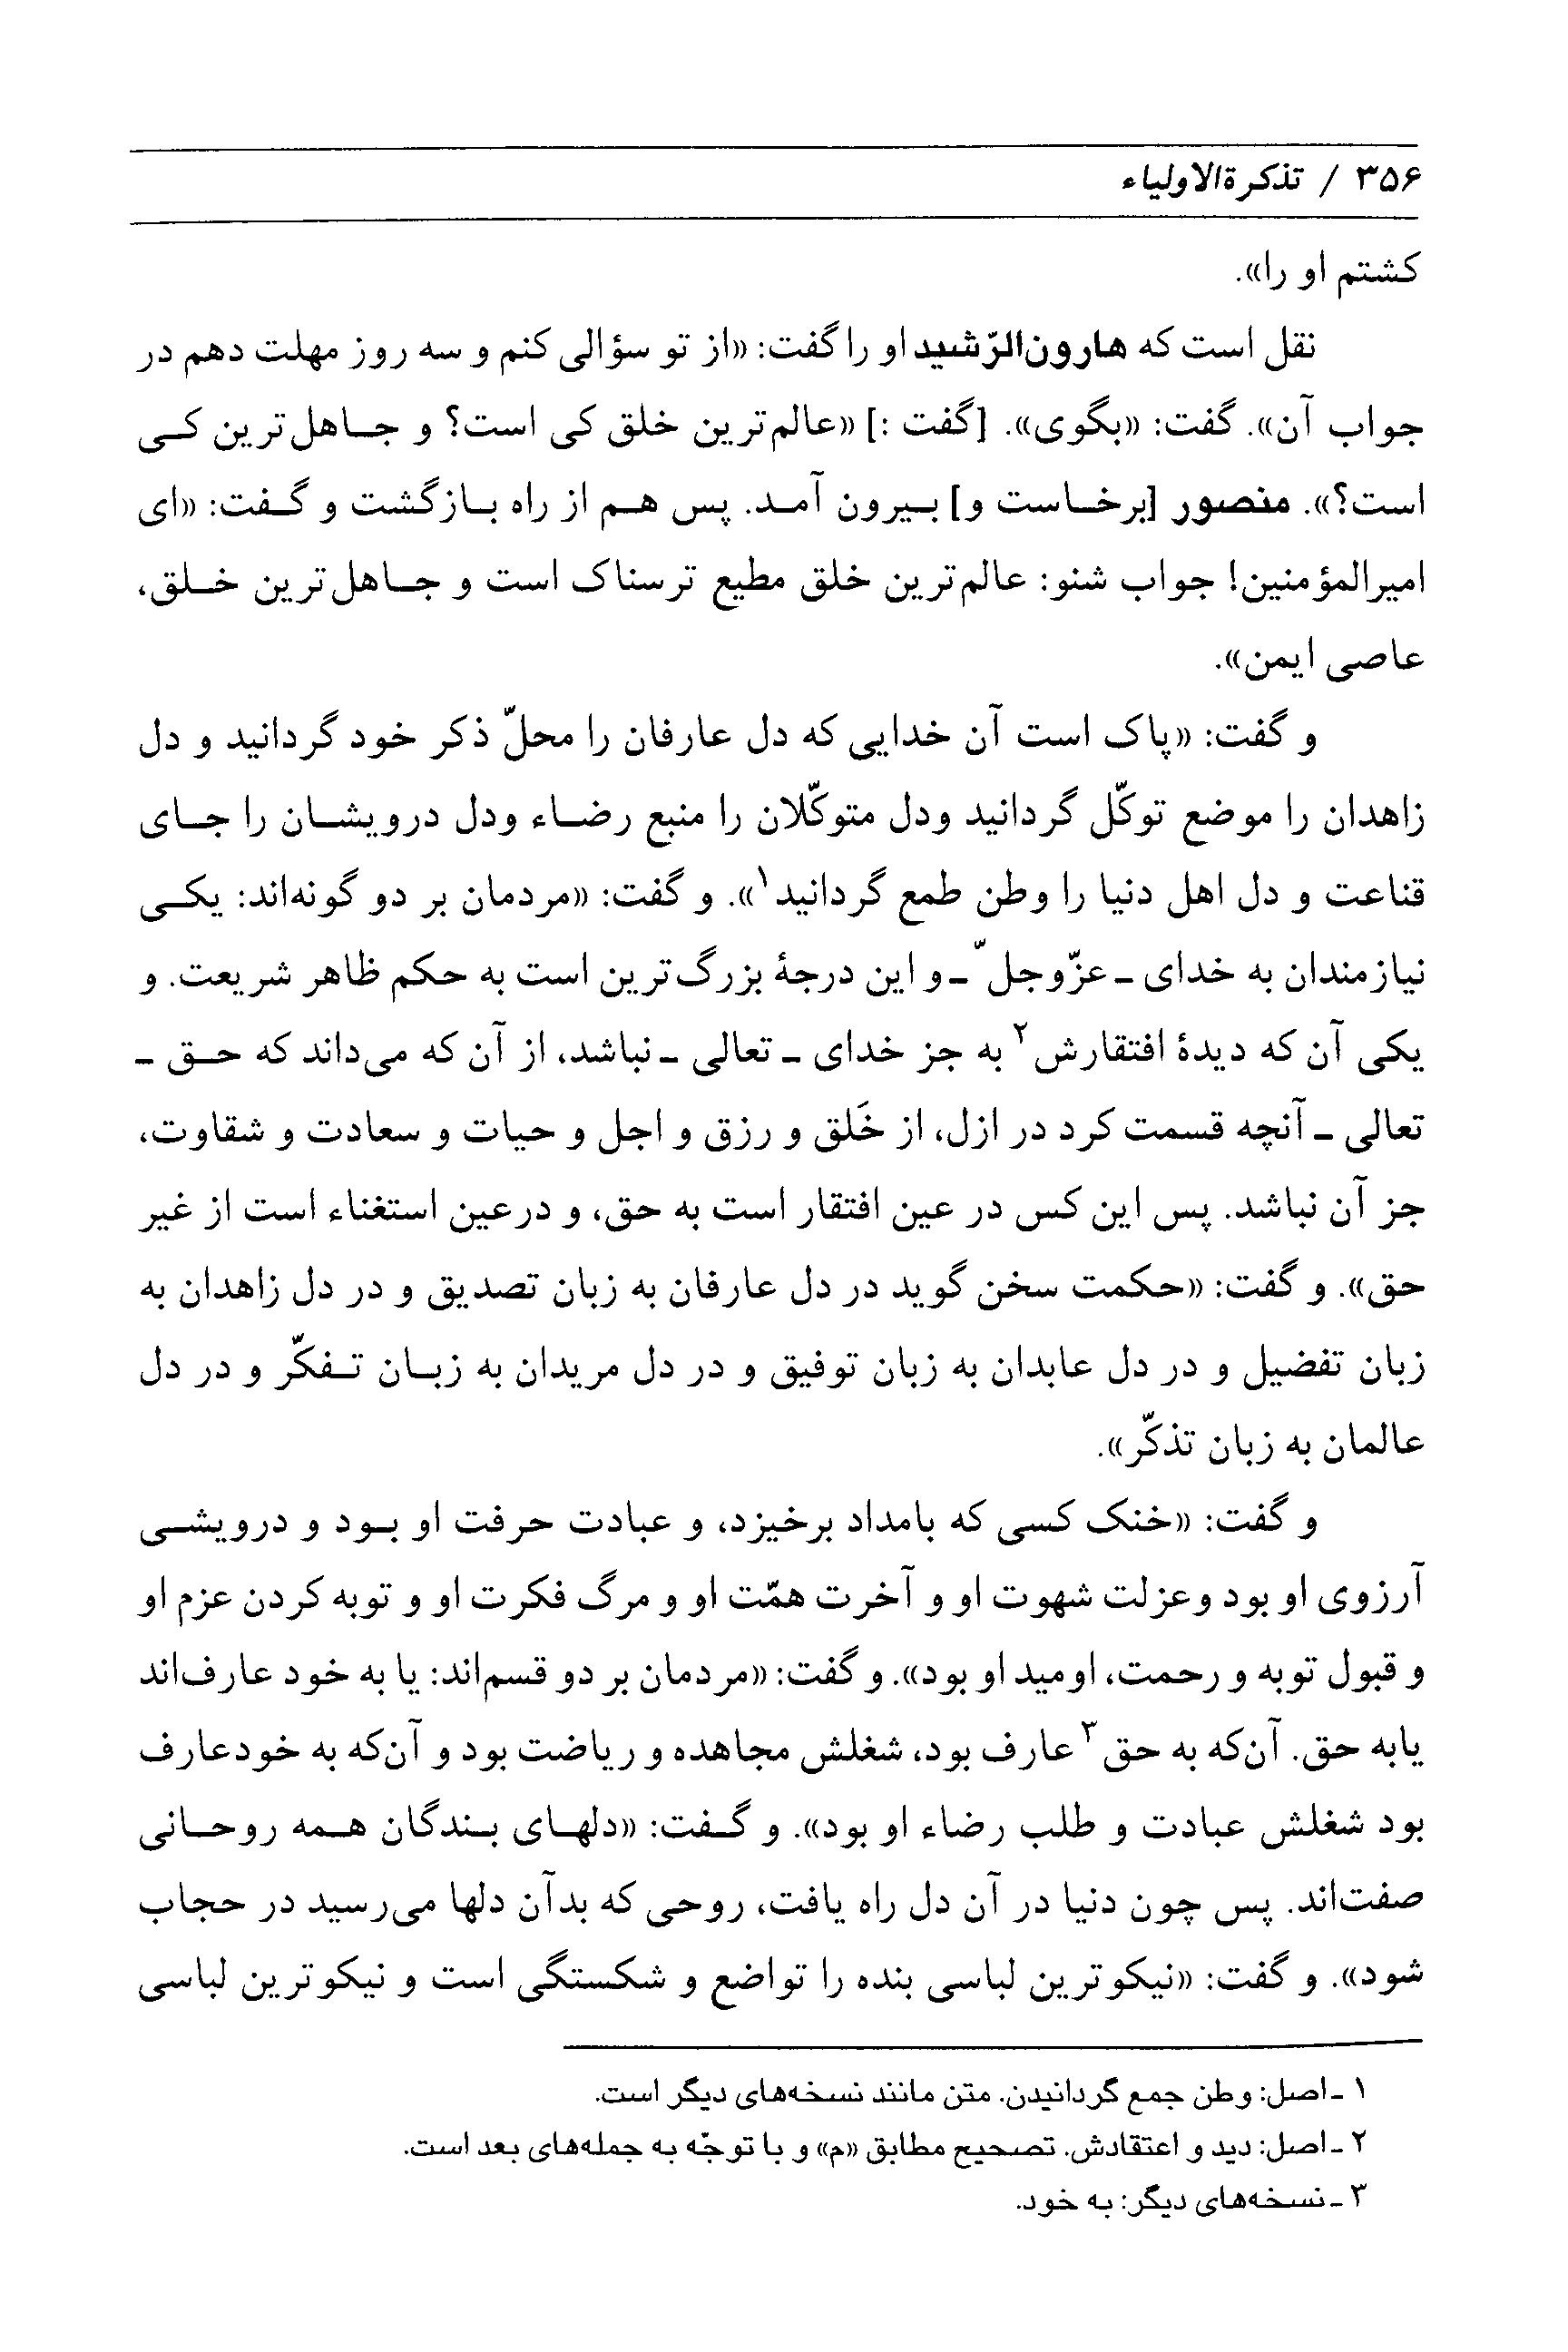 ۳۵۶ / تذکرةالاولیاء
کشتم او را».
نقل است که هارون‌الرّشید او را گفت: «از تو سؤالی کنم و سه روز مهلت دهم در
جواب آن». گفت: «بگوی». [گفت :] «عالم‌ترین خلق کی است؟ و جاهل‌ترین کی
است؟». منصور [برخاست و] بیرون آمد. پس هم از راه بازگشت و گفت: «ای
امیرالمؤمنین! جواب شنو: عالم‌ترین خلق مطیع ترسناک است و جاهل‌ترین خلق،
عاصی ایمن».
و گفت: «پاک است آن خدایی که دل عارفان را محلّ ذکر خود گردانید و دل
زاهدان را موضع توکّل گردانید ودل متوکّلان را منبع رضاء ودل درویشان را جای
قناعت و دل اهل دنیا را وطن طمع گردانید۱». و گفت: «مردمان بر دو گونه‌اند: یکی
نیازمندان به خدای ـ عزّوجلّ ـ و این درجۀ بزرگ‌ترین است به حکم ظاهر شریعت. و
یکی آن که دیدۀ افتقارش۲ به جز خدای ـ تعالی ـ نباشد، از آن که می‌داند که حق ـ
تعالی ـ آنچه قسمت کرد در ازل، از خَلق و رزق و اجل و حیات و سعادت و شقاوت،
جز آن نباشد. پس این کس در عین افتقار است به حق، و درعین استغناء است از غیر
حق». و گفت: «حکمت سخن گوید در دل عارفان به زبان تصدیق و در دل زاهدان به
زبان تفضیل و در دل عابدان به زبان توفیق و در دل مریدان به زبان تفکّر و در دل
عالمان به زبان تذکّر».
و گفت: «خنک کسی که بامداد برخیزد، و عبادت حرفت او بود و درویشی
آرزوی او بود وعزلت شهوت او و آخرت همّت او و مرگ فکرت او و توبه کردن عزم او
و قبول توبه و رحمت، اومید او بود». و گفت: «مردمان بر دو قسم‌اند: یا به خود عارف‌اند
یابه حق. آن‌که به حق۳ عارف بود، شغلش مجاهده و ریاضت بود و آن‌که به خودعارف
بود شغلش عبادت و طلب رضاء او بود». و گفت: «دلهای بندگان همه روحانی
صفت‌اند. پس چون دنیا در آن دل راه یافت، روحی که بدآن دلها می‌رسید در حجاب
شود». و گفت: «نیکوترین لباسی بنده را تواضع و شکستگی است و نیکوترین لباسی
۱ ـ اصل: وطن جمع گردانیدن. متن مانند نسخه‌های دیگر است.
۲ ـ اصل: دید و اعتقادش. تصحیح مطابق «م» و با توجّه به جمله‌های بعد است.
۳ ـ نسخه‌های دیگر: به خود.